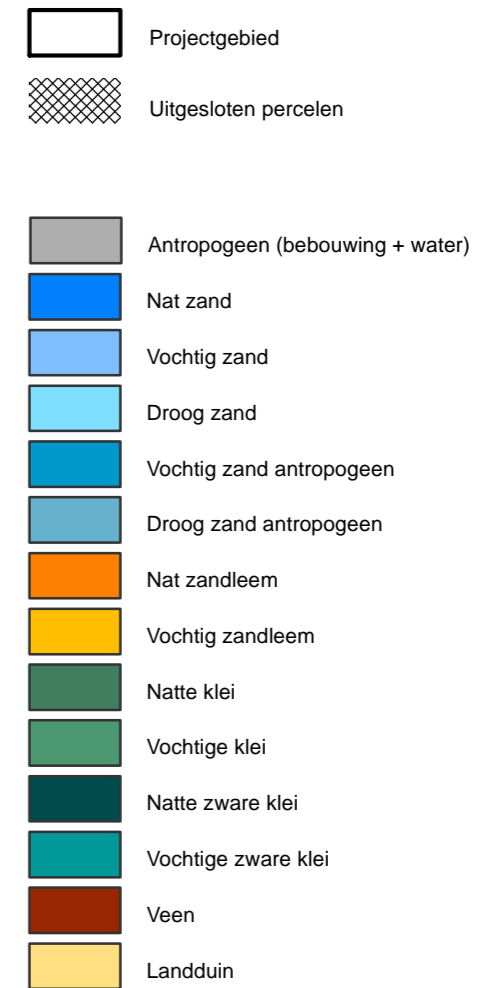 Projectgebied
Uitgesloten percelen
Antropogeen (bebouwing + water)
Nat zand
Vochtig zand
Droog zand
Vochtig zand antropogeen
Droog zand antropogeen
Nat zandleem
Vochtig zandleem
Natte klei
Vochtige klei
Natte zware klei
Vochtige zware klei
Veen
Landduin